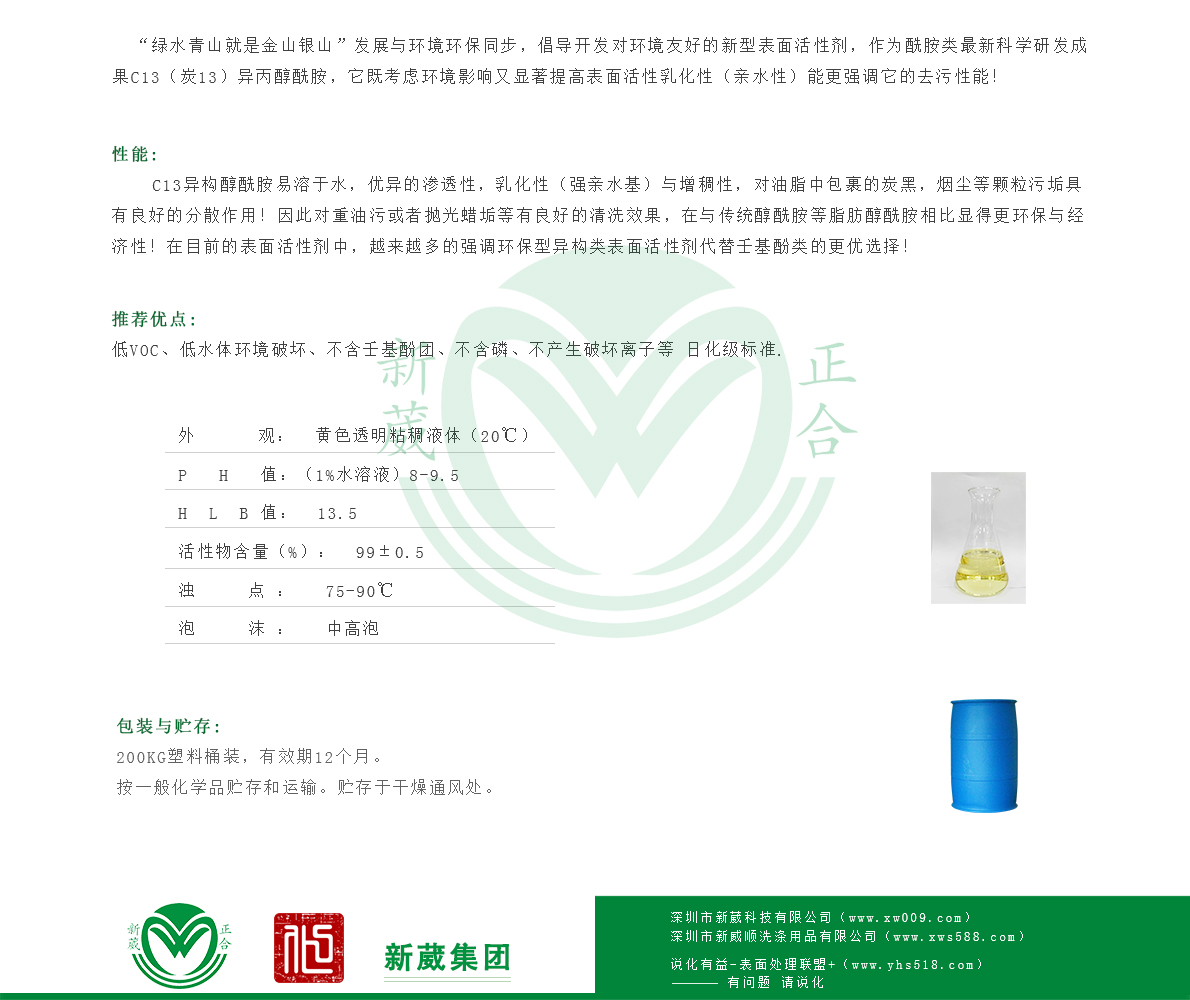 “绿水青山就是金山银山”发展与环境环保同步，倡导开发对环境友好的新型表面活性剂，作为酰胺类最新科学研发成
果C13（炭13）异丙醇酰胺，它既考虑环境影响又显著提高表面活性乳化性（亲水性）能更强调它的去污性能！
性能：
C13异构醇酰胺易溶于水，优异的渗透性，乳化性（强亲水基）与增稠性，对油脂中包裹的炭黑，烟尘等颗粒污垢具
有良好的分散作用！因此对重油污或者抛光蜡垢等有良好的清洗效果，在与传统醇酰胺等脂肪醇酰胺相比显得更环保与经
济性！在目前的表面活性剂中，越来越多的强调环保型异构类表面活性剂代替壬基酚类的更优选择！
推荐优点：
低VOC、低水体环境破坏、不含壬基酚团、不含磷、不产生破坏离子等 日化级标准.
新葳
正合
外 观： 黄色透明粘稠液体（20℃）
P H 值：（1%水溶液）8-9.5
H L B 值： 13.5
活性物含量（%）： 99±0.5
浊 点 ： 75-90℃
泡 沫 ： 中高泡
包装与贮存：
200KG塑料桶装，有效期12个月。
按一般化学品贮存和运输。贮存于干燥通风处。
新葳
正合
新葳集团
深圳市新葳科技有限公司（www.xw009.com）
深圳市新威顺洗涤用品有限公司（www.xws588.com）
说化有益-表面处理联盟+（www.yhs518.com）
有问题 请说化